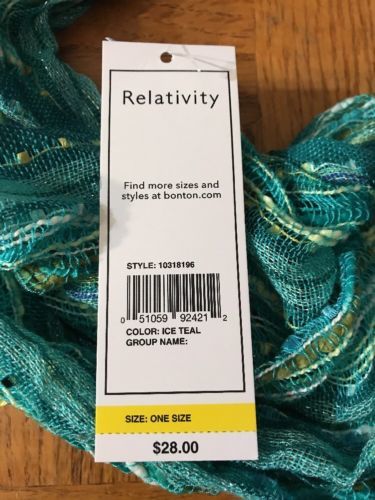 Relativity
Find more sizes and
styles at bonton.com
STYLE: 10318196
0 51059 92421 2
COLOR: ICE TEAL
GROUP NAME:
SIZE: ONE SIZE
$28.00